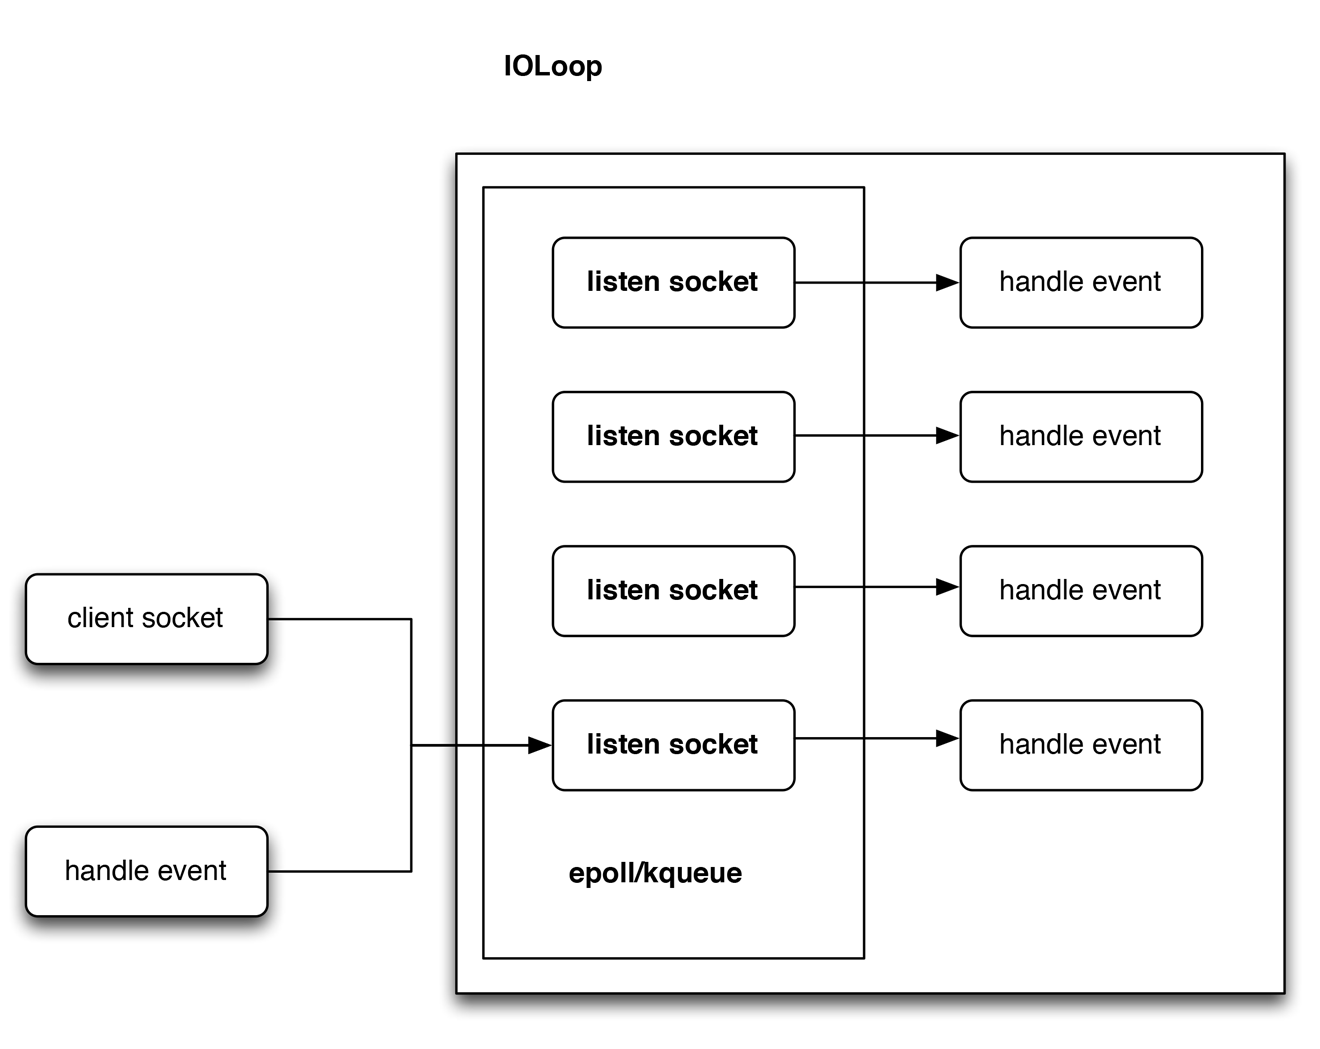 IOLoop
listen socket
handle event
listen socket
handle event
listen socket
handle event
client socket
listen socket
handle event
handle event
epoll/kqueue